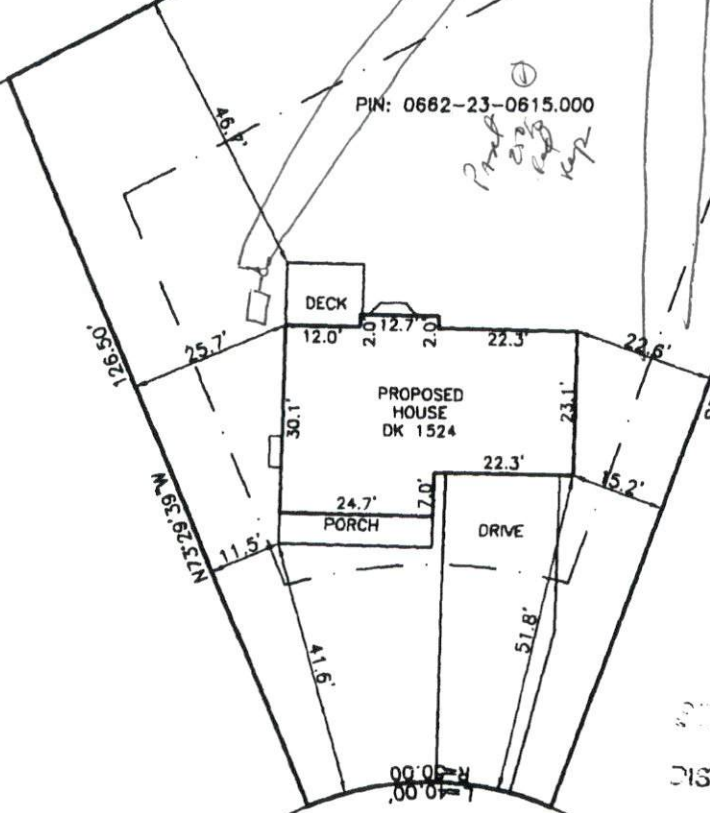 46.4'
PIN: 0662-23-0615.000
DECK
126.50'
25.7'
12.0'
2.0'
12.7'
2.0'
22.3'
22.6'
PROPOSED
HOUSE
DK 1524
30.1'
23.1'
22.3'
15.2'
24.7'
7.0'
PORCH
DRIVE
N73°29'39"W
11.5'
41.6'
51.8'
R=50.00
L=40.00'